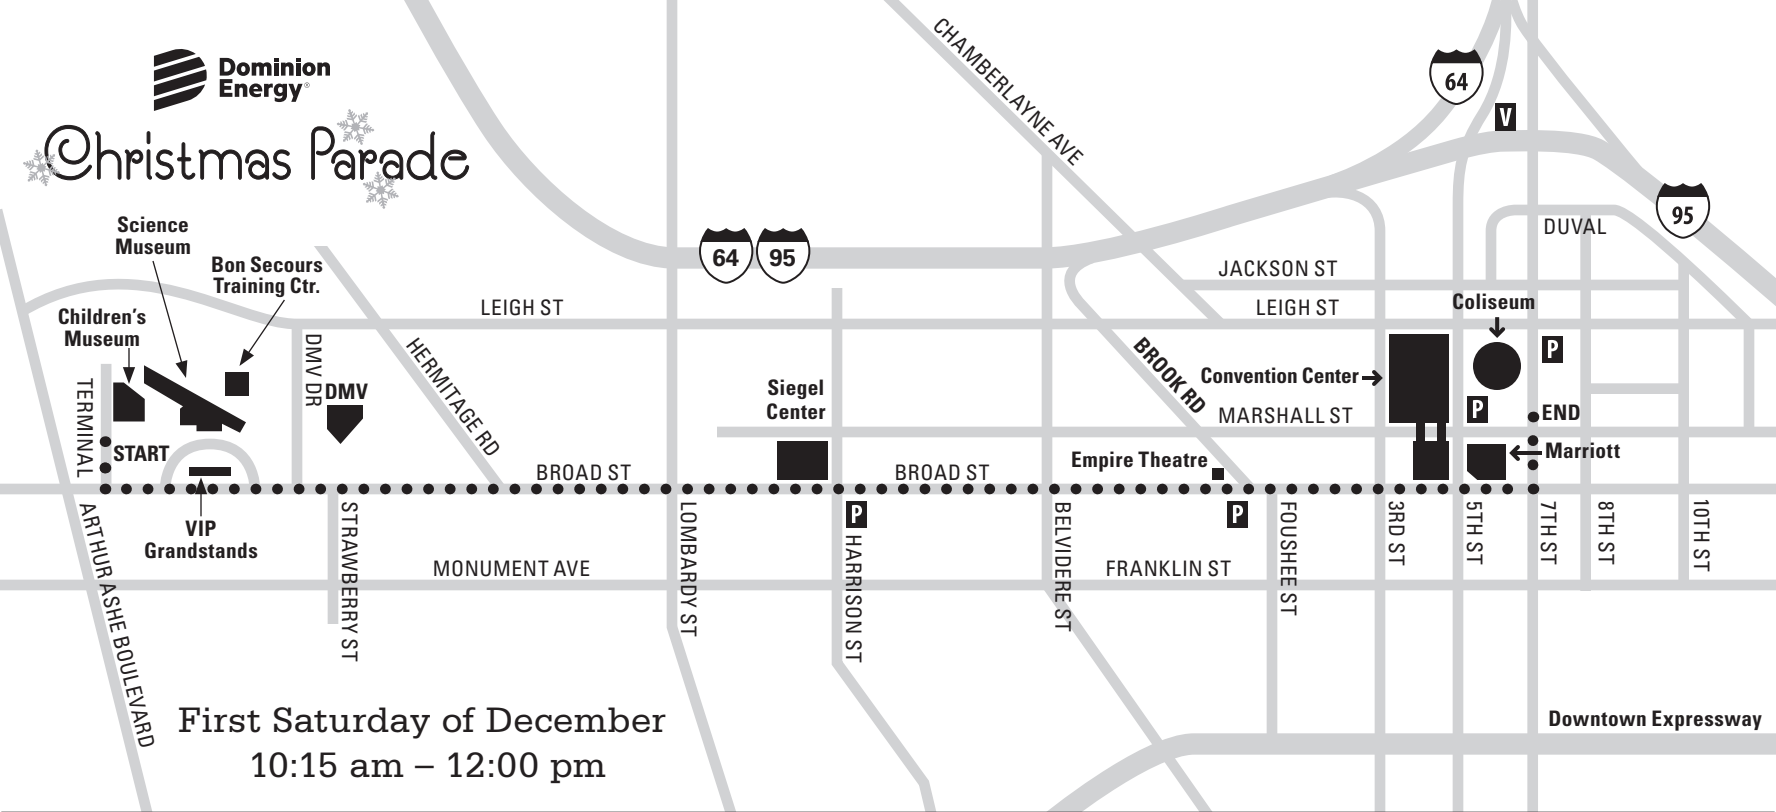 Dominion
Energy®
Christmas Parade
CHAMBERLAYNE AVE
64
V
95
DUVAL
Science
Museum
Bon Secours
Training Ctr.
Children's
Museum
64
95
JACKSON ST
LEIGH ST
LEIGH ST
Coliseum
P
TERMINAL
DMV DR
DMV
HERMITAGE RD
Siegel
Center
BROOK RD
Convention Center
MARSHALL ST
P
END
START
BROAD ST
BROAD ST
Empire Theatre
Marriott
VIP
Grandstands
ARTHUR ASHE BOULEVARD
STRAWBERRY ST
MONUMENT AVE
LOMBARDY ST
P
HARRISON ST
BELVIDERE ST
FRANKLIN ST
P
FOUSHEE ST
3RD ST
5TH ST
7TH ST
8TH ST
10TH ST
First Saturday of December
10:15 am – 12:00 pm
Downtown Expressway